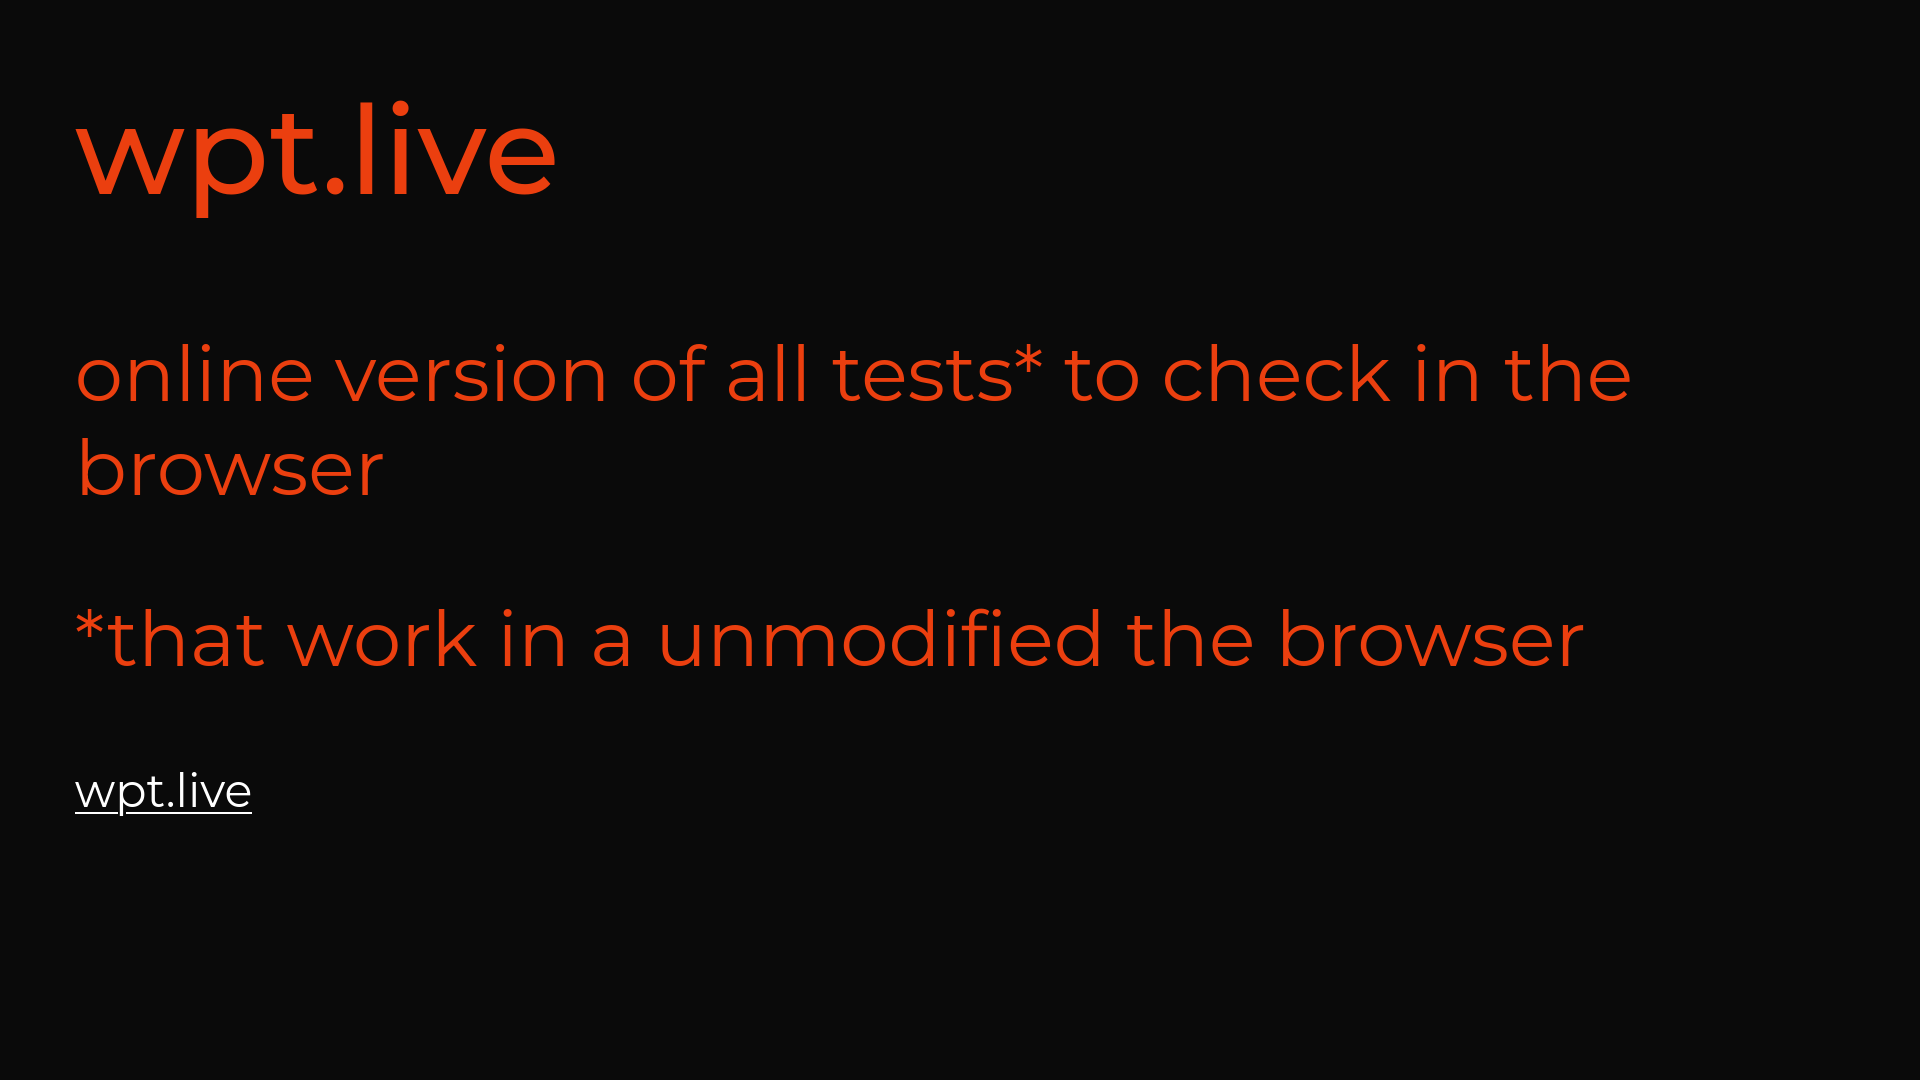 wpt.live
online version of all tests* to check in the
browser
*that work in a unmodified the browser
wpt.live